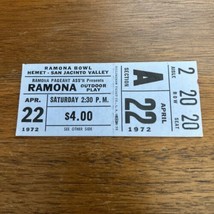 RAMONA BOWL
HEMET - SAN JACINTO VALLEY
RAMONA PAGEANT ASS'N Presents
RAMONA OUTDOOR PLAY
APR. 22 1972
SATURDAY 2:30 P.M.
$4.00
SEE OTHER SIDE
SECTION A
22
APRIL
1972
2 20 20
ROW SEAT